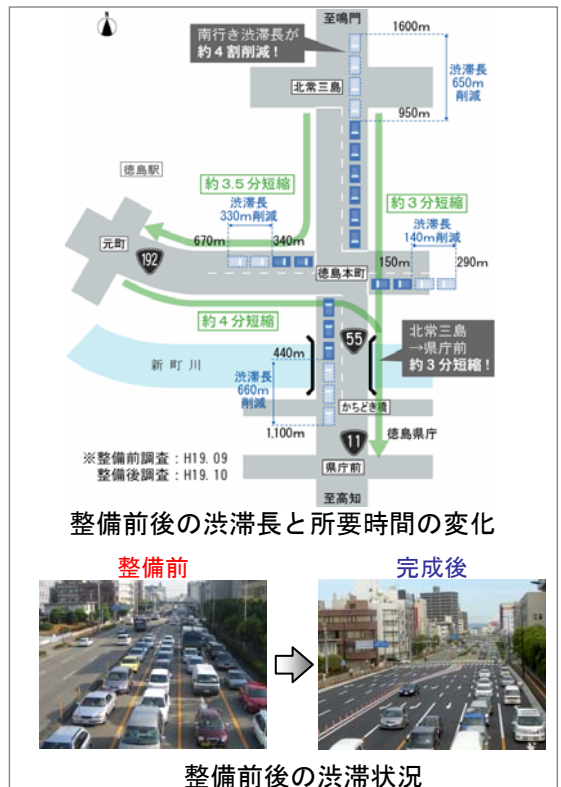 至鳴門
南行き渋滞長が
約４割削減！
1600m
渋滞長
650m
削減
北常三島
950m
徳島駅
約３.５分短縮
約３分短縮
渋滞長
330m削減
渋滞長
140m削減
元町
192
670m
340m
徳島本町
150m
290m
約４分短縮
北常三島
→県庁前
約３分短縮！
55
新町川
440m
渋滞長
660m
削減
かちどき橋
1,100m
11
徳島県庁
※整備前調査：H19.09
整備後調査：H19.10
県庁前
至高知
整備前後の渋滞長と所要時間の変化
整備前
完成後
整備前後の渋滞状況